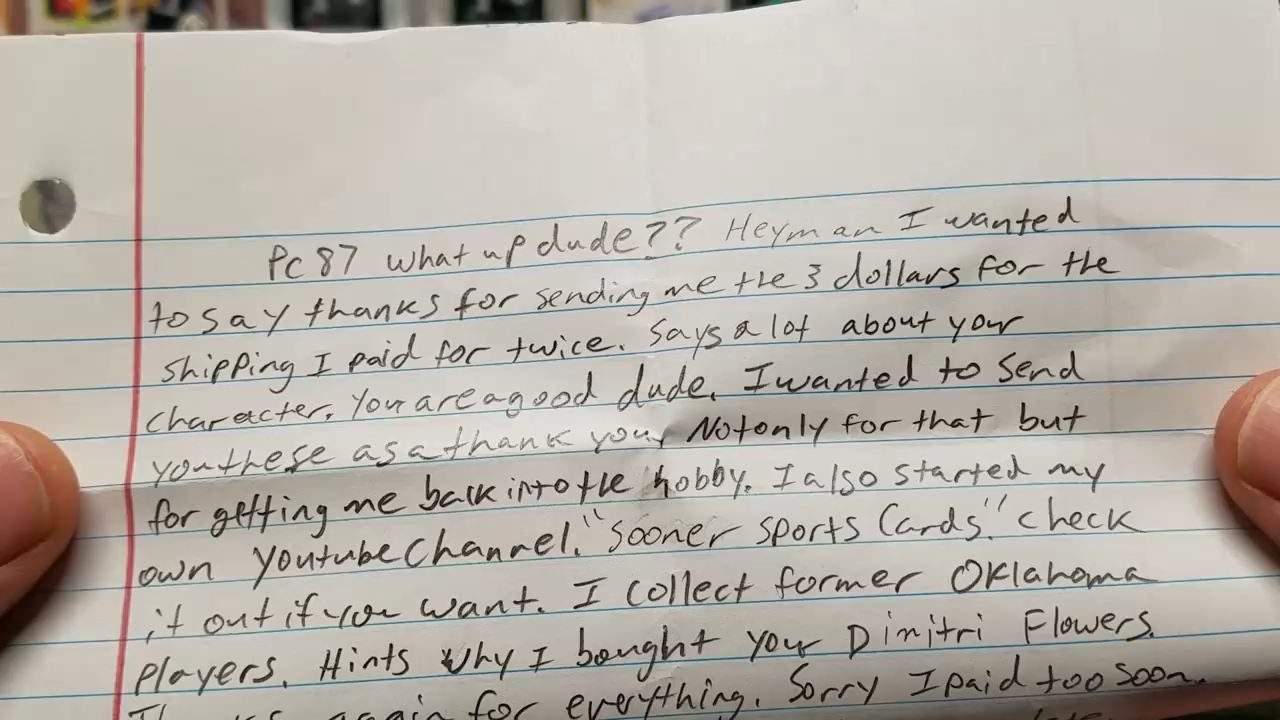 PC87 what up dude?? Hey man I wanted
to say thanks for sending me the 3 dollars for the
shipping I paid for twice. Says a lot about your
character. You are a good dude. I wanted to send
you these as a thank you, Not only for that but
for getting me back into the hobby. I also started my
own Youtube Channel. "Sooner Sports Cards." check
it out if you want. I collect former Oklahoma
players. Hints why I bought your Dimitri Flowers.
again for everything. Sorry I paid too soon.